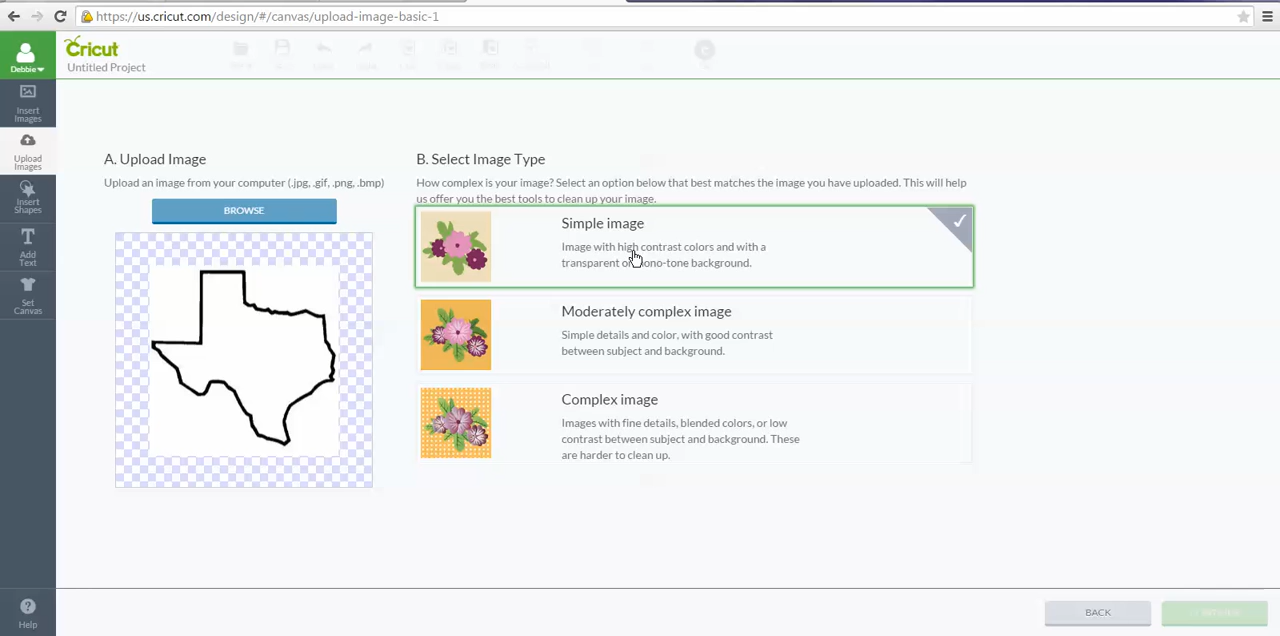 https://us.cricut.com/design/#/canvas/upload-image-basic-1
Debbie
Cricut
Untitled Project
Insert
Images
Upload
Images
Insert
Shapes
Add
Text
Set
Canvas
Help
A. Upload Image
Upload an image from your computer (.jpg, .gif, .png, .bmp)
BROWSE
B. Select Image Type
How complex is your image? Select an option below that best matches the image you have uploaded. This will help
us offer you the best tools to clean up your image.
Simple image
Image with high contrast colors and with a
transparent or mono-tone background.
Moderately complex image
Simple details and color, with good contrast
between subject and background.
Complex image
Images with fine details, blended colors, or low
contrast between subject and background. These
are harder to clean up.
BACK